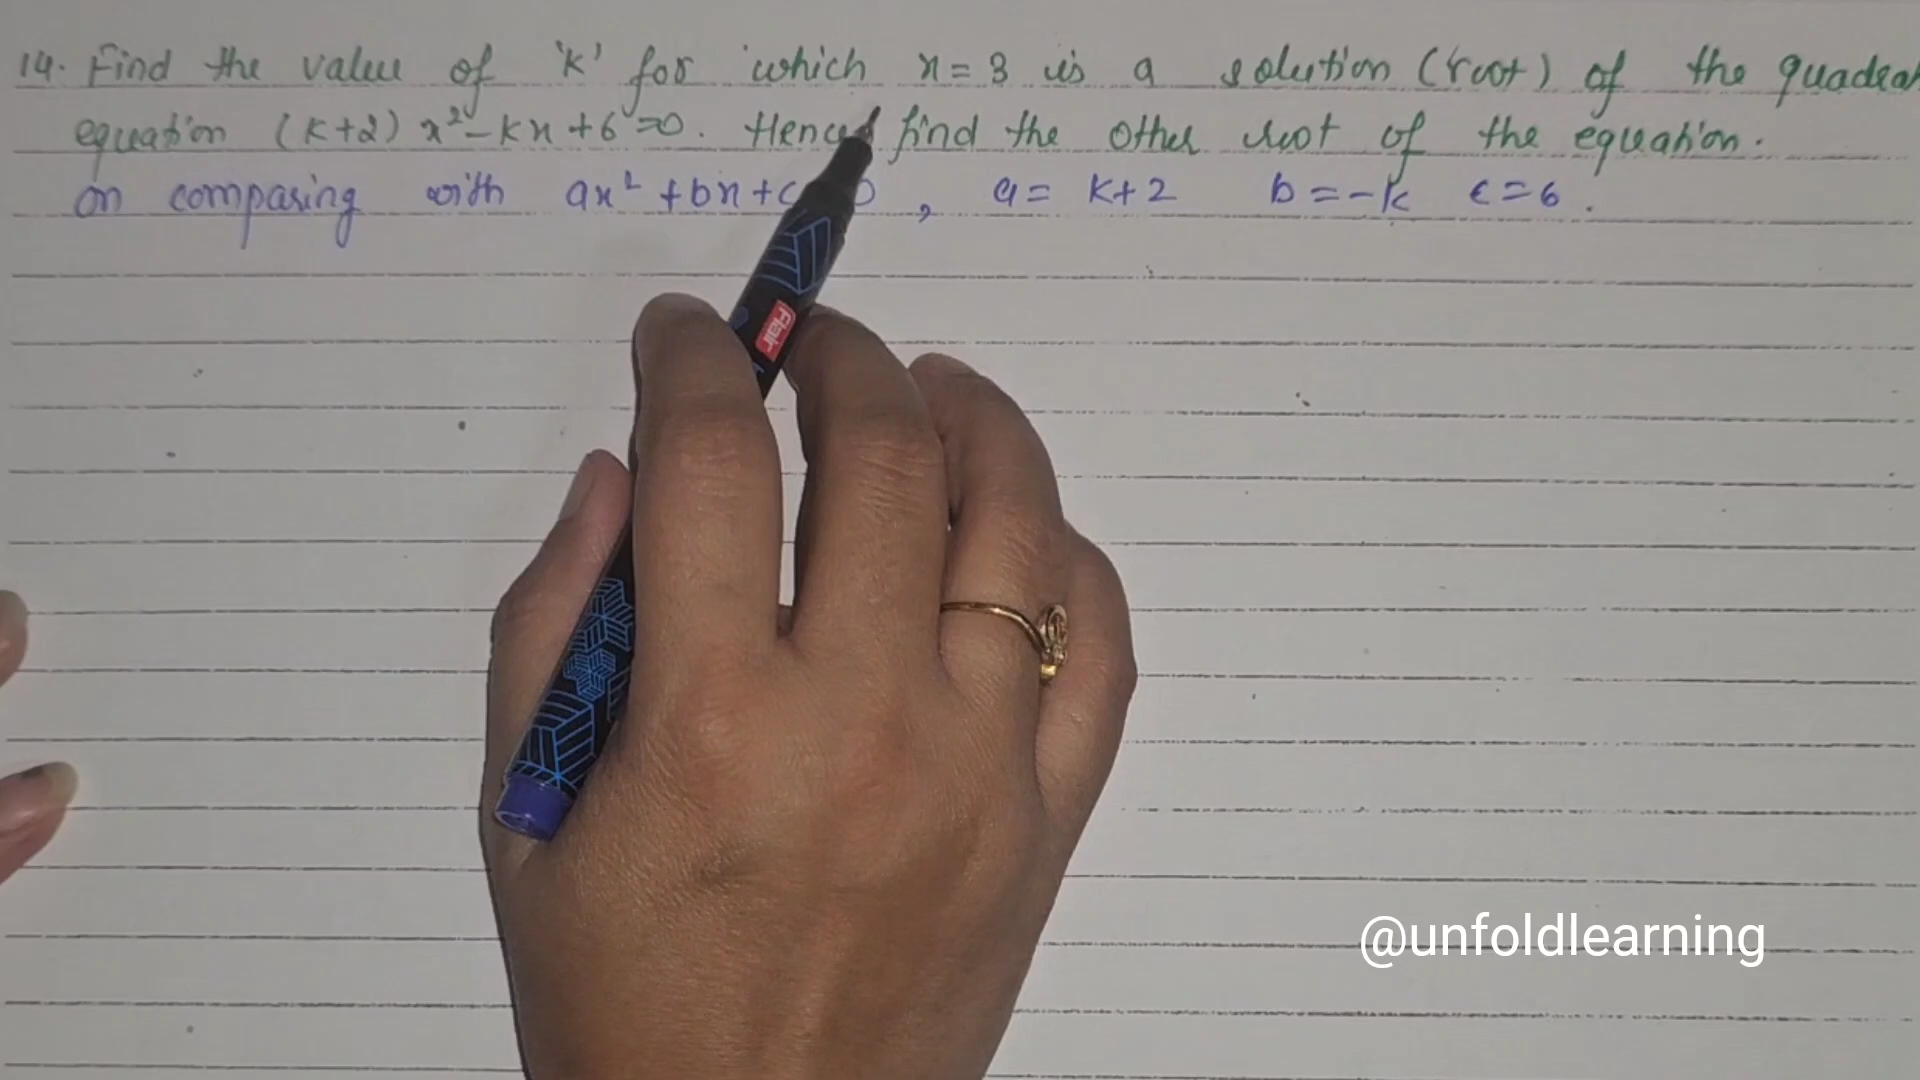 14. Find the value of 'k' for which x = 3 is a solution (root) of the quadrat
equation (k+2) x² - kx + 6 = 0. Hence find the other root of the equation.
on comparing with ax² + bx + c 0 , a = k+2 b = -k c = 6 .
Flair
@unfoldlearning